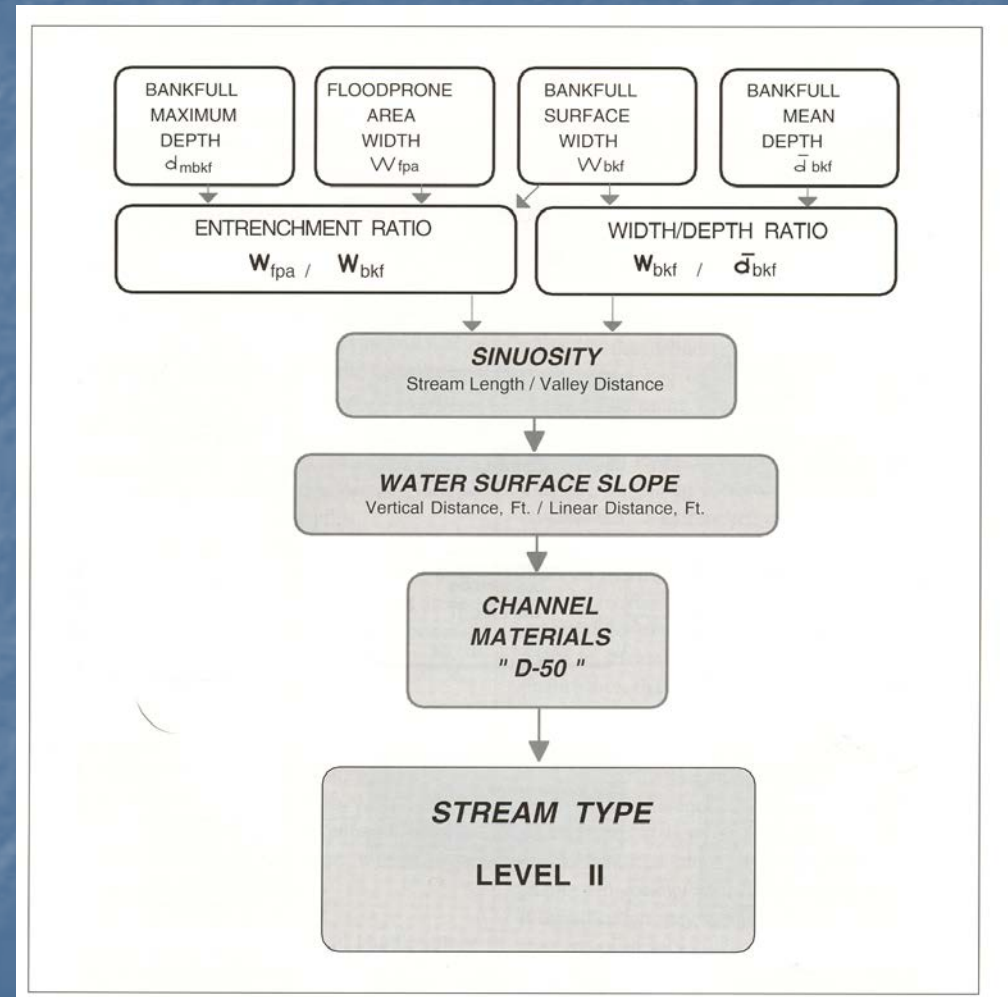 BANKFULL
MAXIMUM
DEPTH
dmbkf
FLOODPRONE
AREA
WIDTH
Wfpa
BANKFULL
SURFACE
WIDTH
Wbkf
BANKFULL
MEAN
DEPTH
d̄bkf
ENTRENCHMENT RATIO
Wfpa / Wbkf
WIDTH/DEPTH RATIO
Wbkf / d̄bkf
SINUOSITY
Stream Length / Valley Distance
WATER SURFACE SLOPE
Vertical Distance, Ft. / Linear Distance, Ft.
CHANNEL
MATERIALS
" D-50 "
STREAM TYPE
LEVEL II